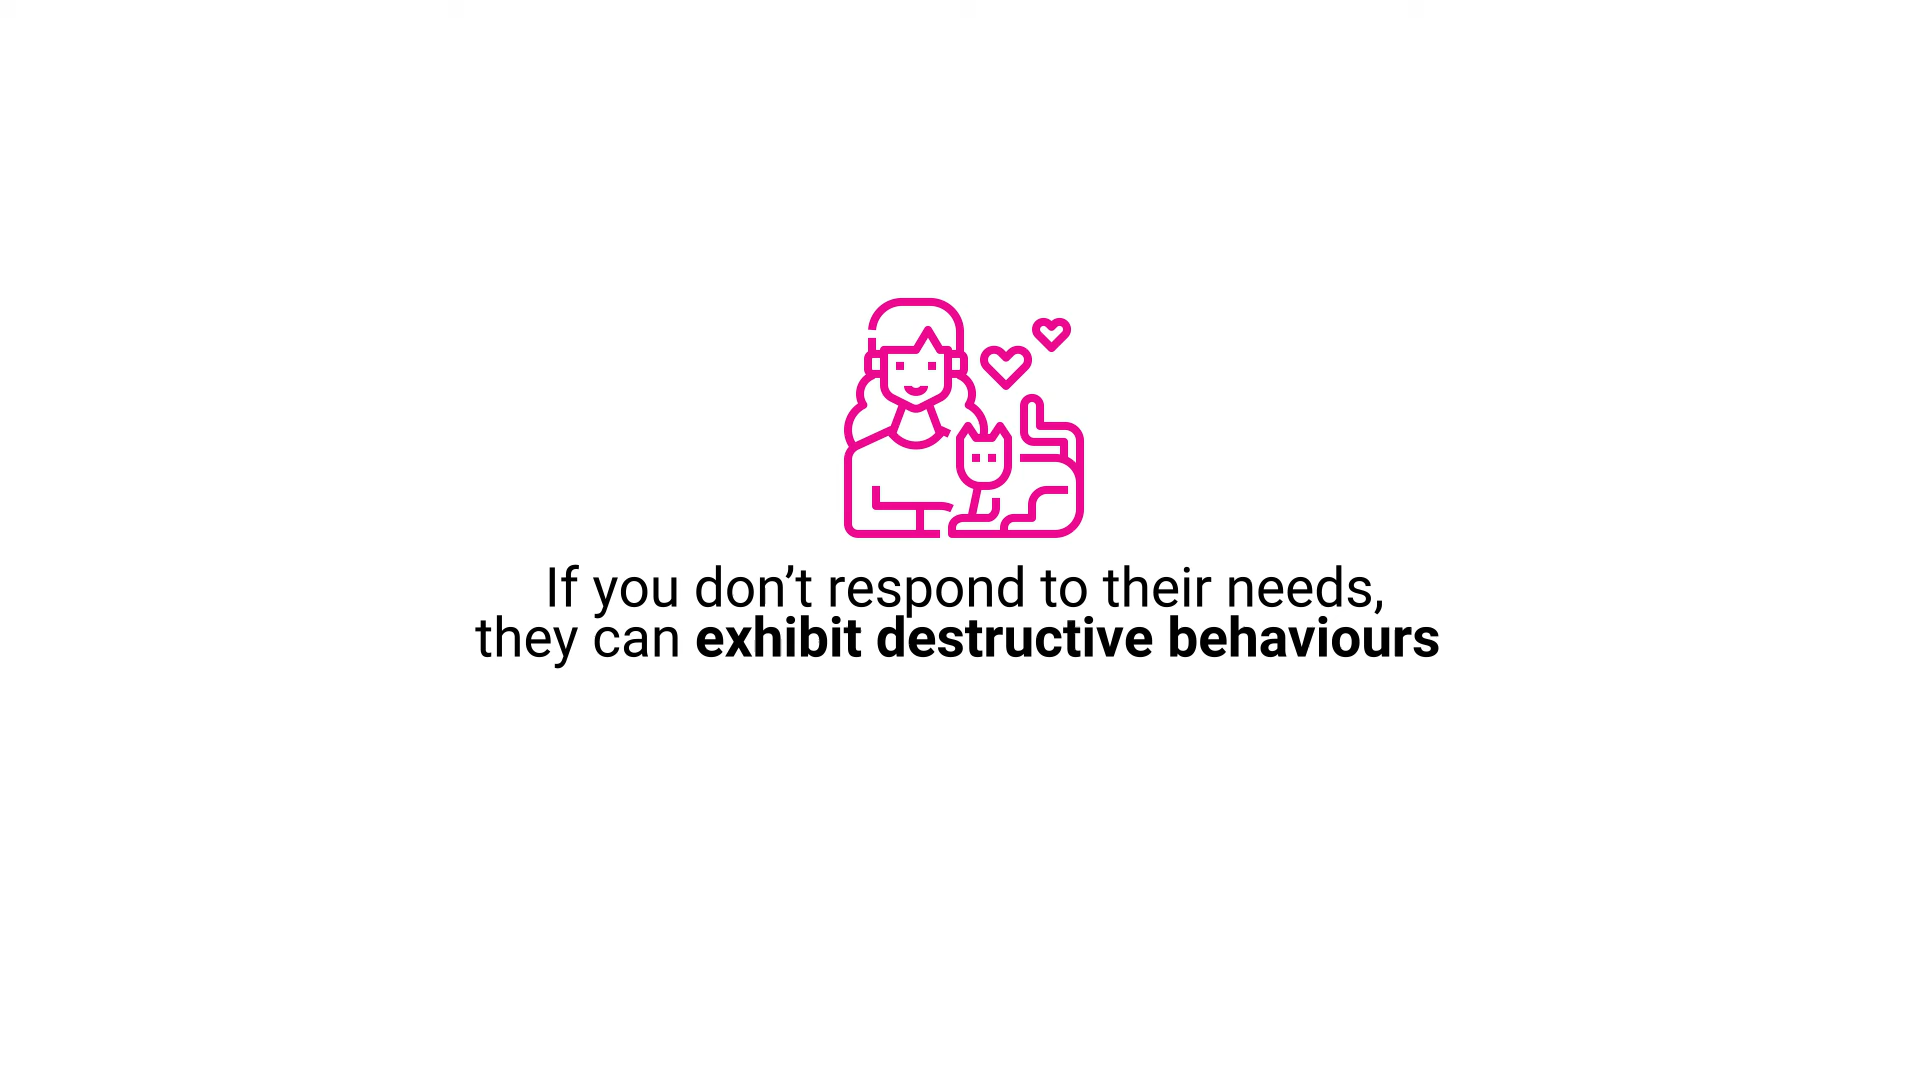 If you don’t respond to their needs,
they can exhibit destructive behaviours